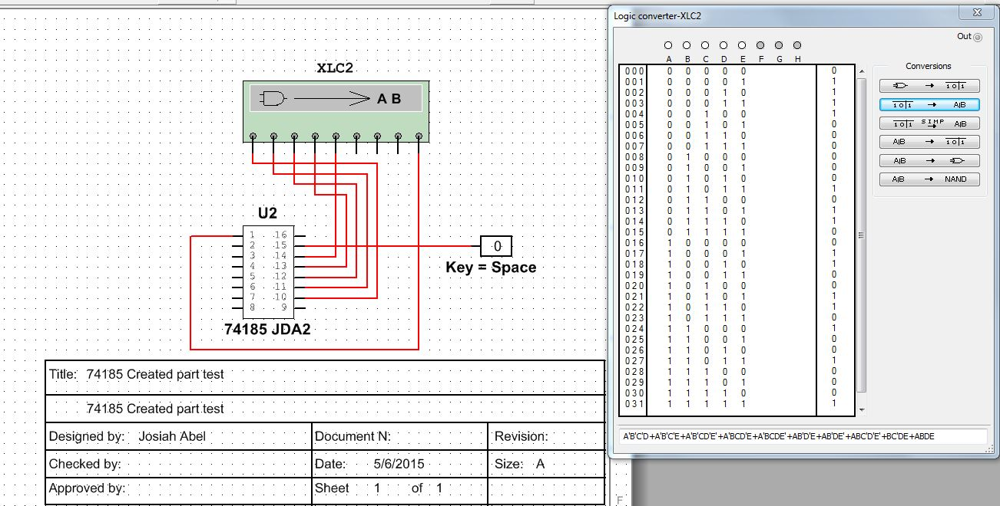 XLC2
A B
U2
1 16
2 15
3 14
4 13
5 12
6 11
7 10
8 9
74185 JDA2
0
Key = Space
Title: 74185 Created part test
74185 Created part test
Designed by: Josiah Abel
Document N:
Revision:
Checked by:
Date: 5/6/2015
Size: A
Approved by:
Sheet 1 of 1
F
Logic converter-XLC2
Out
A B C D E F G H
000 0 0 0 0 0 0
001 0 0 0 0 1 1
002 0 0 0 1 0 1
003 0 0 0 1 1 1
004 0 0 1 0 0 1
005 0 0 1 0 1 0
006 0 0 1 1 0 0
007 0 0 1 1 1 0
008 0 1 0 0 0 0
009 0 1 0 0 1 0
010 0 1 0 1 0 0
011 0 1 0 1 1 1
012 0 1 1 0 0 0
013 0 1 1 0 1 1
014 0 1 1 1 0 1
015 0 1 1 1 1 0
016 1 0 0 0 0 0
017 1 0 0 0 1 1
018 1 0 0 1 0 1
019 1 0 0 1 1 0
020 1 0 1 0 0 0
021 1 0 1 0 1 1
022 1 0 1 1 0 1
023 1 0 1 1 1 0
024 1 1 0 0 0 1
025 1 1 0 0 1 0
026 1 1 0 1 0 0
027 1 1 0 1 1 1
028 1 1 1 0 0 0
029 1 1 1 0 1 0
030 1 1 1 1 0 0
031 1 1 1 1 1 1
Conversions
→ 10|1
10|1 → A|B
10|1 SIMP → A|B
A|B → 10|1
A|B →
A|B → NAND
A'B'C'D+A'B'C'E+A'B'CD'E'+A'BCD'E+A'BCDE'+AB'D'E+AB'DE'+ABC'D'E'+BC'DE+ABDE